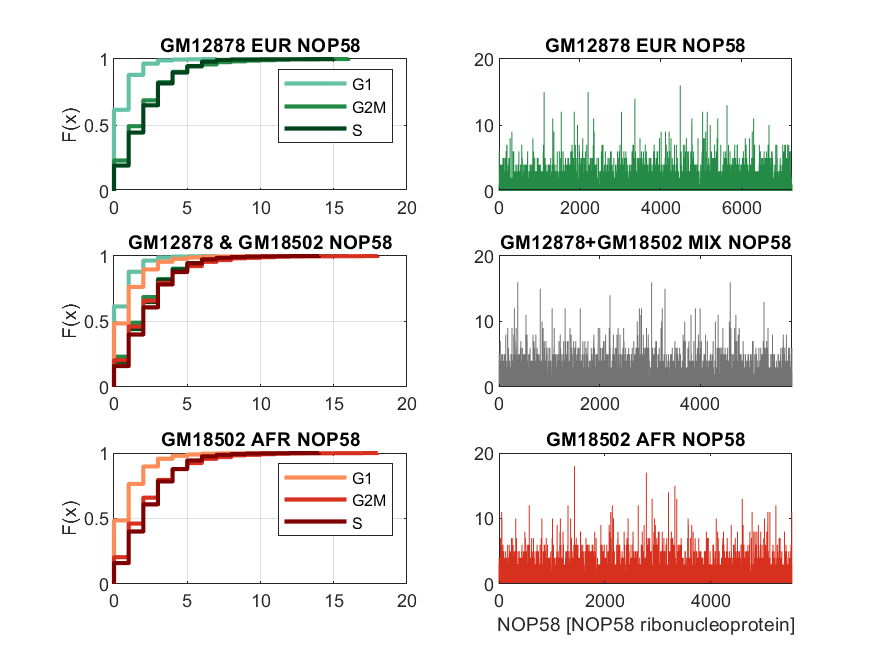 GM12878 EUR NOP58
F(x)
1
0.5
0
0 5 10 15 20
G1
G2M
S
GM12878 EUR NOP58
20
10
0
0 2000 4000 6000
GM12878 & GM18502 NOP58
F(x)
1
0.5
0
0 5 10 15 20
GM12878+GM18502 MIX NOP58
20
10
0
0 2000 4000
GM18502 AFR NOP58
F(x)
1
0.5
0
0 5 10 15 20
G1
G2M
S
GM18502 AFR NOP58
20
10
0
0 2000 4000
NOP58 [NOP58 ribonucleoprotein]